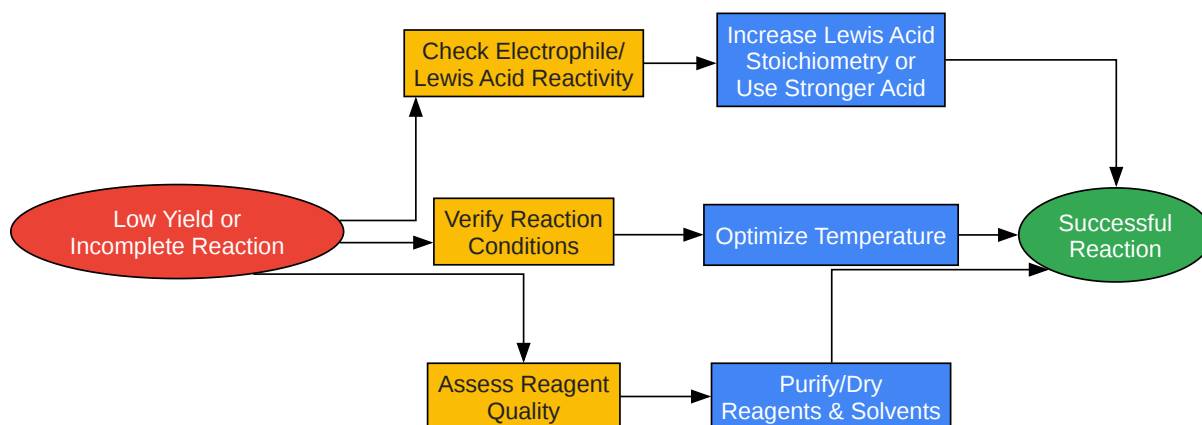 Check Electrophile/
Lewis Acid Reactivity
Increase Lewis Acid
Stoichiometry or
Use Stronger Acid
Low Yield or
Incomplete Reaction
Verify Reaction
Conditions
Optimize Temperature
Successful
Reaction
Assess Reagent
Quality
Purify/Dry
Reagents & Solvents